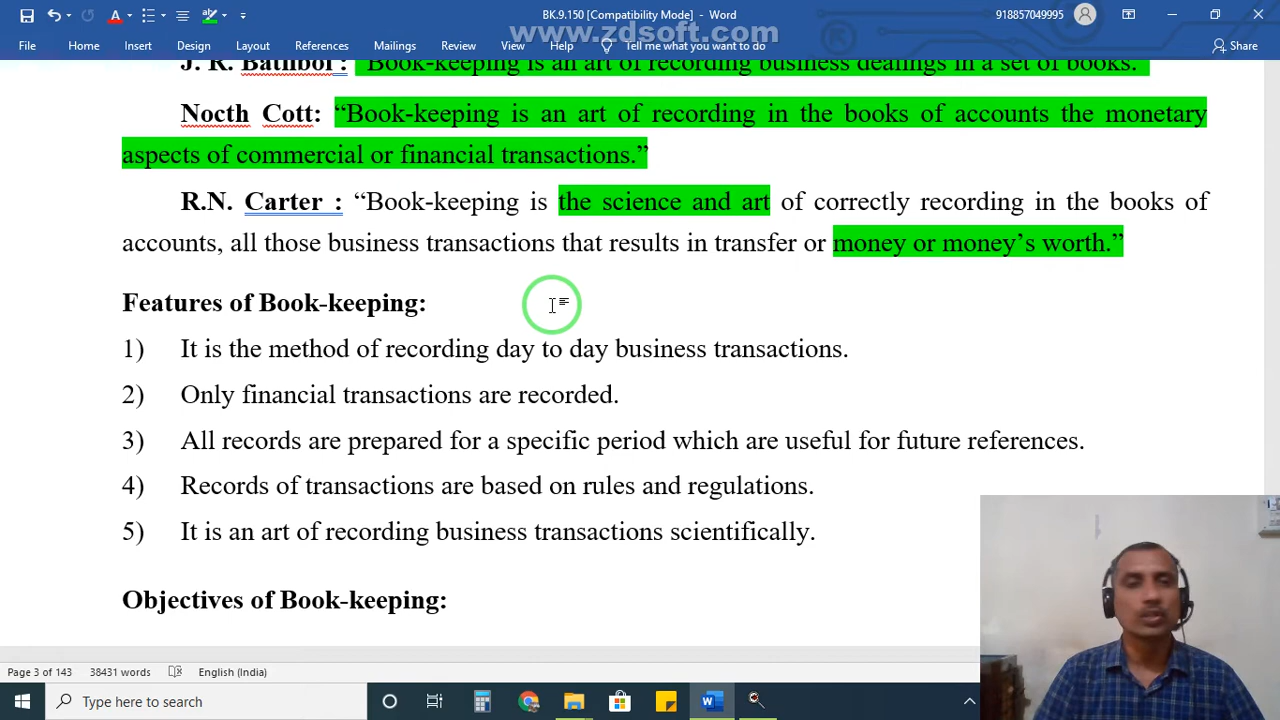 BK.9.150 [Compatibility Mode] - Word
918857049995
www.zdsoft.com
File Home Insert Draw Design Layout References Mailings Review View Help Tell me what you want to do Share
J. R. Batliboi : “Book-keeping is an art of recording business dealings in a set of books.”
Nocth Cott: “Book-keeping is an art of recording in the books of accounts the monetary
aspects of commercial or financial transactions.”
R.N. Carter : “Book-keeping is the science and art of correctly recording in the books of
accounts, all those business transactions that results in transfer or money or money’s worth.”
Features of Book-keeping:
1) It is the method of recording day to day business transactions.
2) Only financial transactions are recorded.
3) All records are prepared for a specific period which are useful for future references.
4) Records of transactions are based on rules and regulations.
5) It is an art of recording business transactions scientifically.
Objectives of Book-keeping:
Page 3 of 143 38431 words English (India)
Type here to search